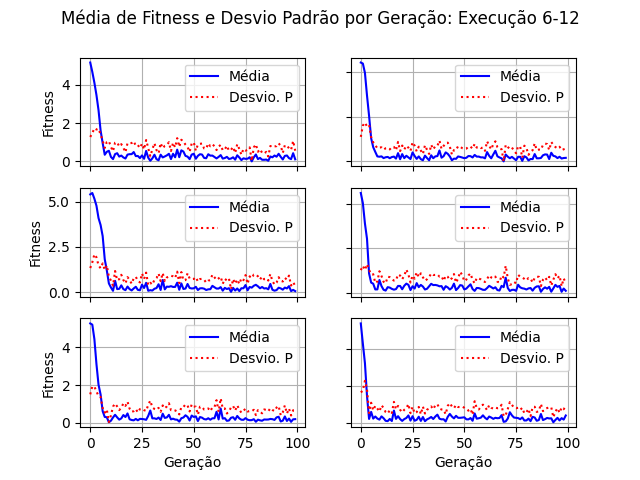 Média de Fitness e Desvio Padrão por Geração: Execução 6-12
Fitness
4
2
0
Média
Desvio. P
Média
Desvio. P
Fitness
5.0
2.5
0.0
Média
Desvio. P
Média
Desvio. P
Fitness
4
2
0
Média
Desvio. P
Média
Desvio. P
0 25 50 75 100
0 25 50 75 100
Geração
Geração